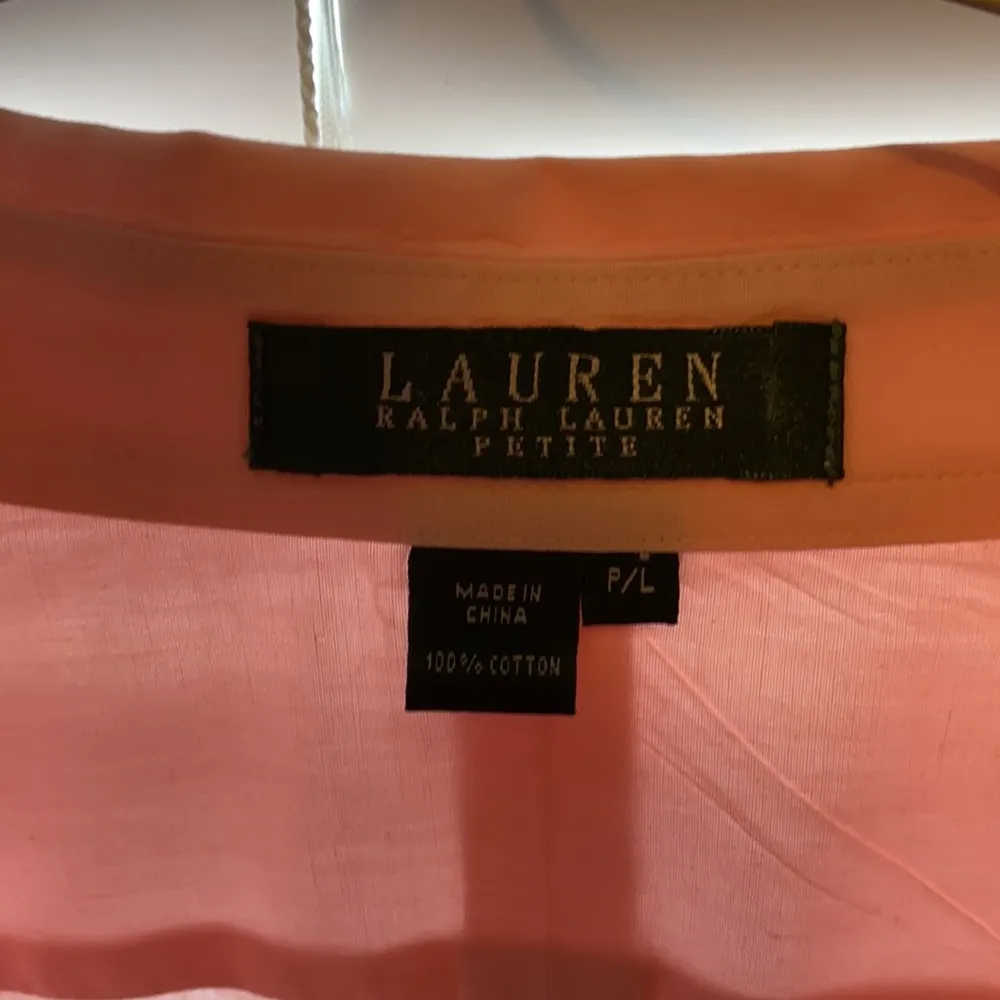 LAUREN
RALPH LAUREN
PETITE
P/L
MADE IN
CHINA
100% COTTON